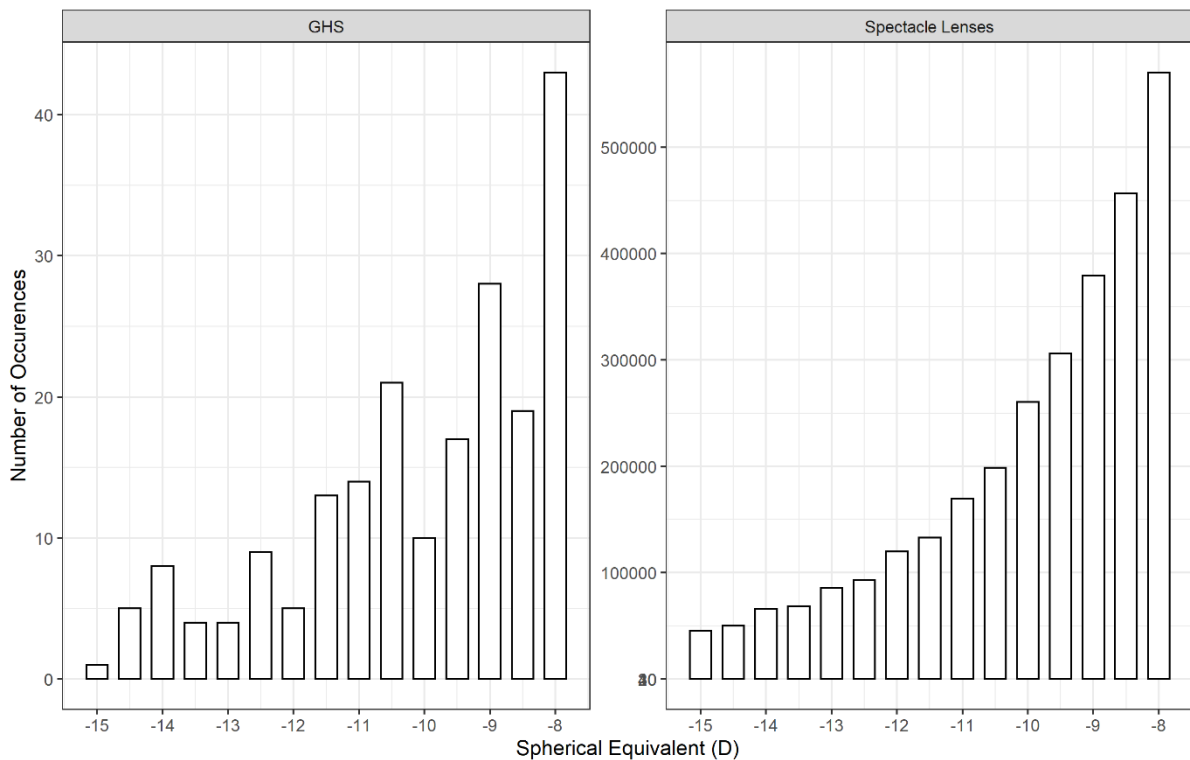 GHS
Spectacle Lenses
Number of Occurences
40
30
20
10
0
500000
400000
300000
200000
100000
0
-15 -14 -13 -12 -11 -10 -9 -8
-15 -14 -13 -12 -11 -10 -9 -8
Spherical Equivalent (D)